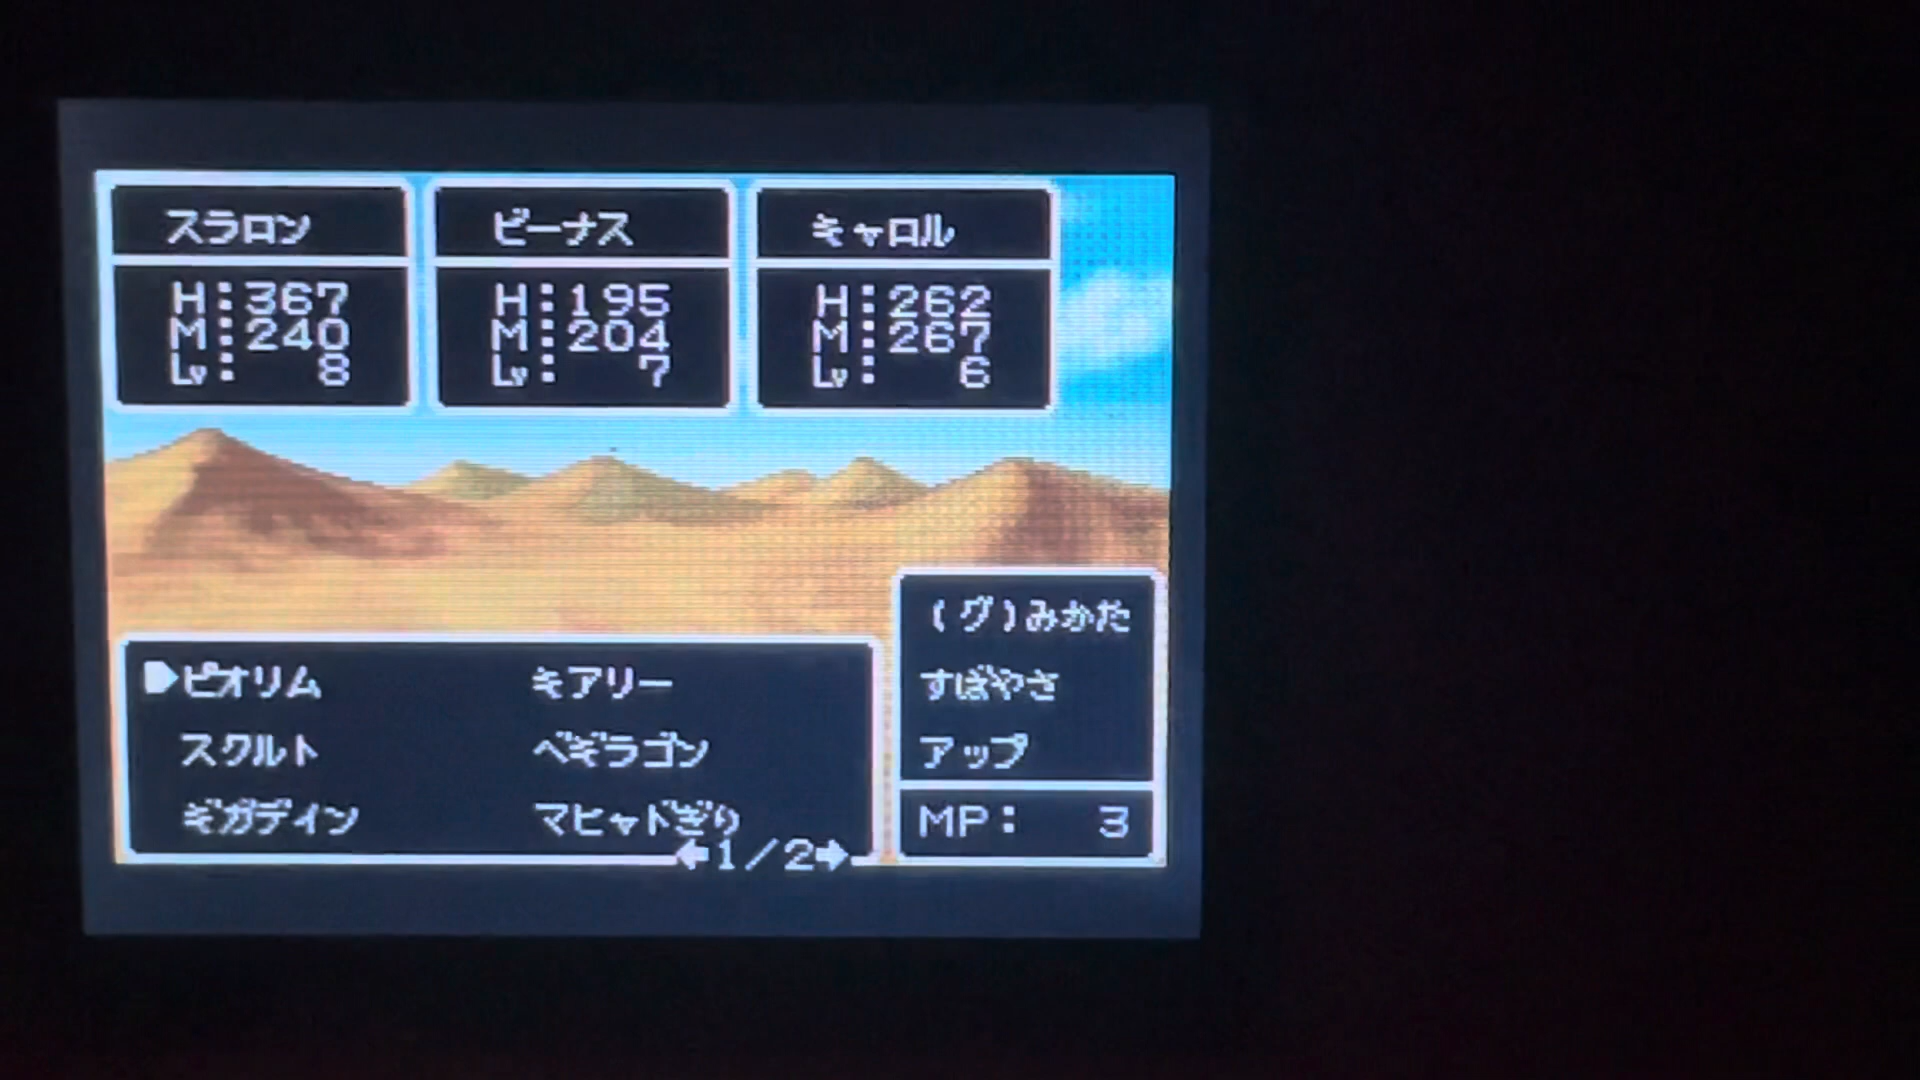 スラロン
H:367
M:240
Lv: 8
ビーナス
H:195
M:204
Lv: 7
キャロル
H:262
M:267
Lv: 6
▶ピオリム キアリー
スクルト ベギラゴン
ギガデイン マヒャドぎり
←1/2→
(グ)みかた
すばやさ
アップ
MP: 3